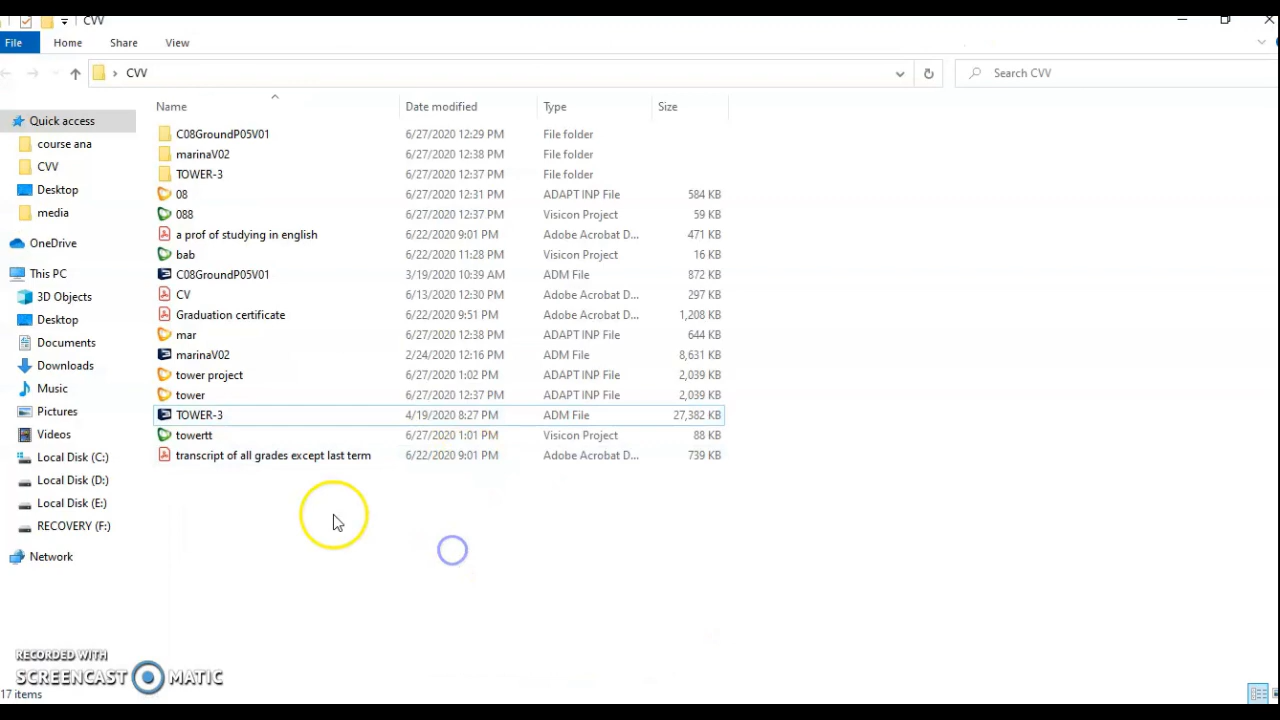 CVV
File Home Share View
CVV
Search CVV
Name Date modified Type Size
Quick access
course ana
CVV
Desktop
media
OneDrive
This PC
3D Objects
Desktop
Documents
Downloads
Music
Pictures
Videos
Local Disk (C:)
Local Disk (D:)
Local Disk (E:)
RECOVERY (F:)
Network
C08GroundP05V01 6/27/2020 12:29 PM File folder
marinaV02 6/27/2020 12:38 PM File folder
TOWER-3 6/27/2020 12:37 PM File folder
08 6/27/2020 12:31 PM ADAPT INP File 584 KB
088 6/27/2020 12:37 PM Visicon Project 59 KB
a prof of studying in english 6/22/2020 9:01 PM Adobe Acrobat D... 471 KB
bab 6/22/2020 11:28 PM Visicon Project 16 KB
C08GroundP05V01 3/19/2020 10:39 AM ADM File 872 KB
CV 6/13/2020 12:30 PM Adobe Acrobat D... 297 KB
Graduation certificate 6/22/2020 9:51 PM Adobe Acrobat D... 1,208 KB
mar 6/27/2020 12:38 PM ADAPT INP File 644 KB
marinaV02 2/24/2020 12:16 PM ADM File 8,631 KB
tower project 6/27/2020 1:02 PM ADAPT INP File 2,039 KB
tower 6/27/2020 12:37 PM ADAPT INP File 2,039 KB
TOWER-3 4/19/2020 8:27 PM ADM File 27,382 KB
towertt 6/27/2020 1:01 PM Visicon Project 88 KB
transcript of all grades except last term 6/22/2020 9:01 PM Adobe Acrobat D... 739 KB
RECORDED WITH
SCREENCAST MATIC
17 items